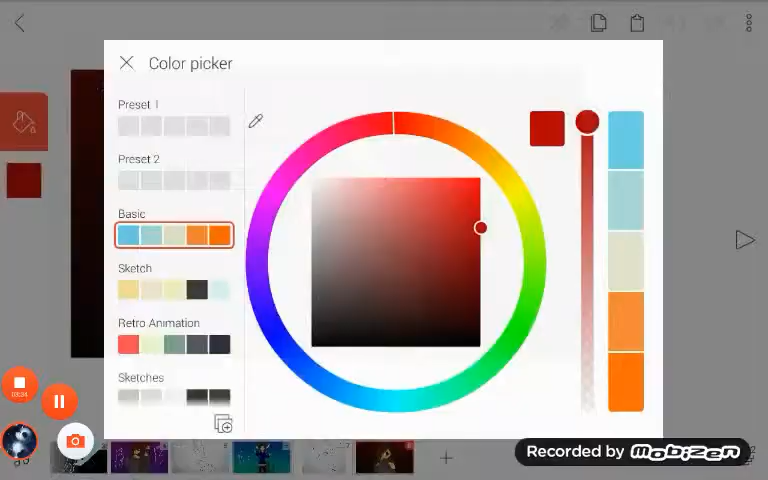 Color picker
Preset 1
Preset 2
Basic
Sketch
Retro Animation
Sketches
Recorded by Mobizen